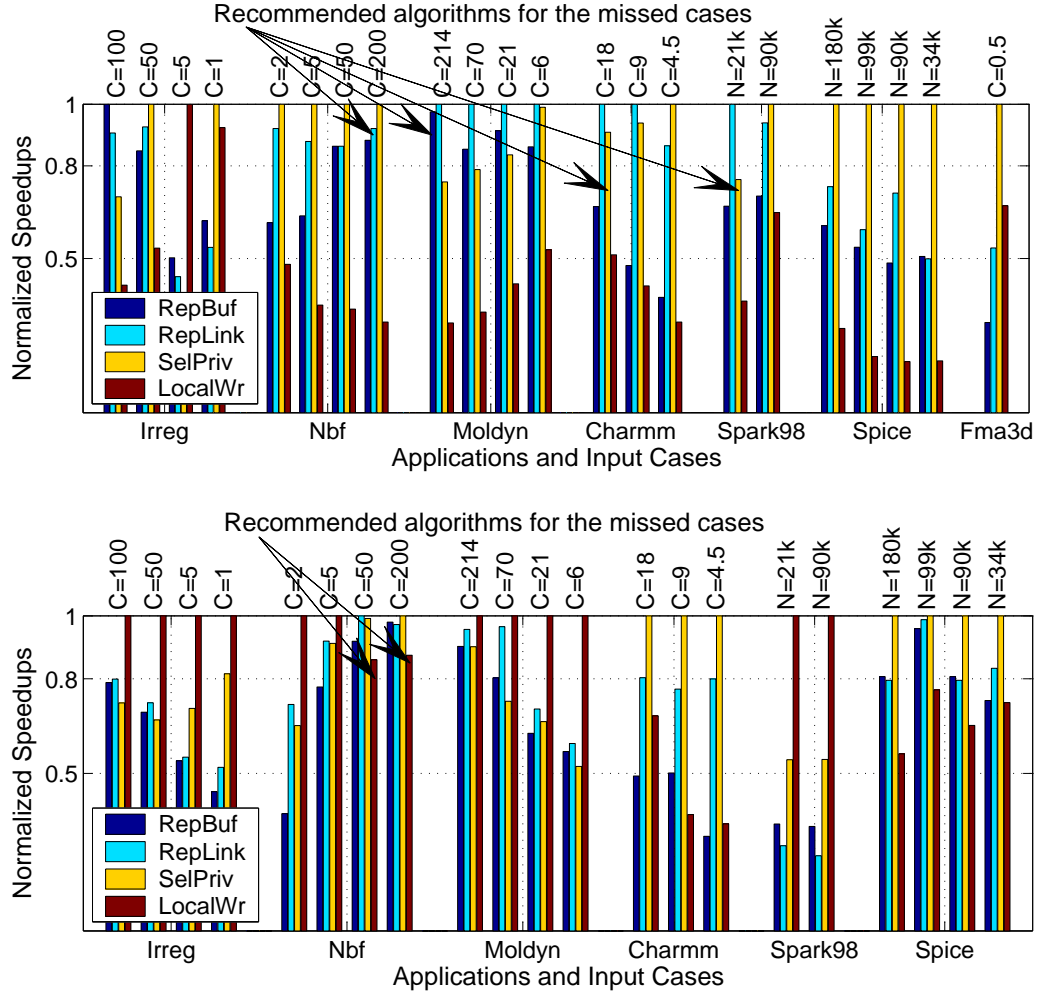 Recommended algorithms for the missed cases
C=100 C=50 C=5 C=1 C=2 C=5 C=50 C=200 C=214 C=70 C=21 C=6 C=18 C=9 C=4.5 N=21k N=90k N=180k N=99k N=90k N=34k C=0.5
1
0.8
0.5
Normalized Speedups
RepBuf
RepLink
SelPriv
LocalWr
Irreg Nbf Moldyn Charmm Spark98 Spice Fma3d
Applications and Input Cases
Recommended algorithms for the missed cases
C=100 C=50 C=5 C=1 C=2 C=5 C=50 C=200 C=214 C=70 C=21 C=6 C=18 C=9 C=4.5 N=21k N=90k N=180k N=99k N=90k N=34k
1
0.8
0.5
Normalized Speedups
RepBuf
RepLink
SelPriv
LocalWr
Irreg Nbf Moldyn Charmm Spark98 Spice
Applications and Input Cases